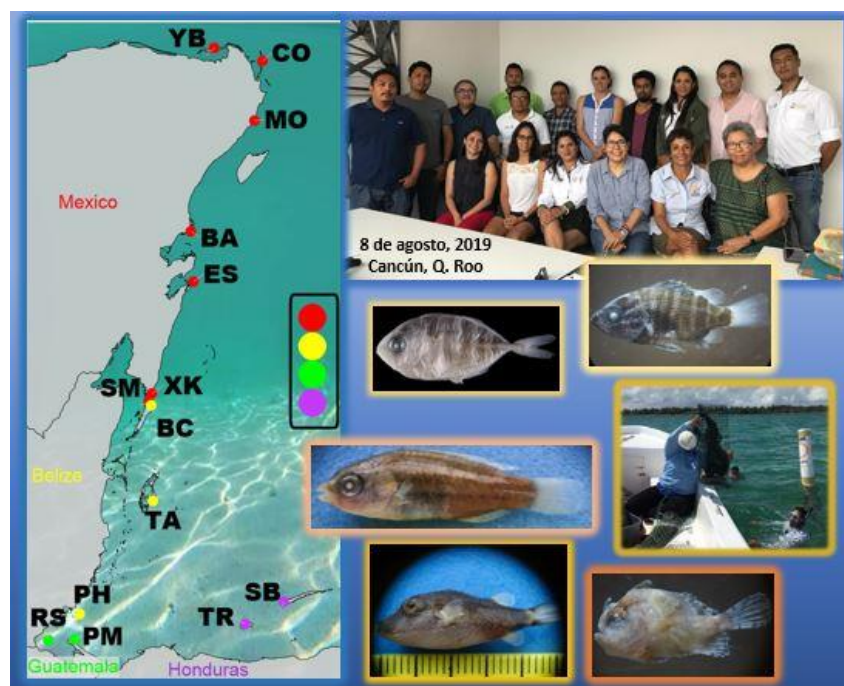 YB
CO
MO
Mexico
BA
ES
SM
XK
BC
Belize
TA
PH
SB
RS
PM
TR
Guatemala
Honduras
8 de agosto, 2019
Cancún, Q. Roo